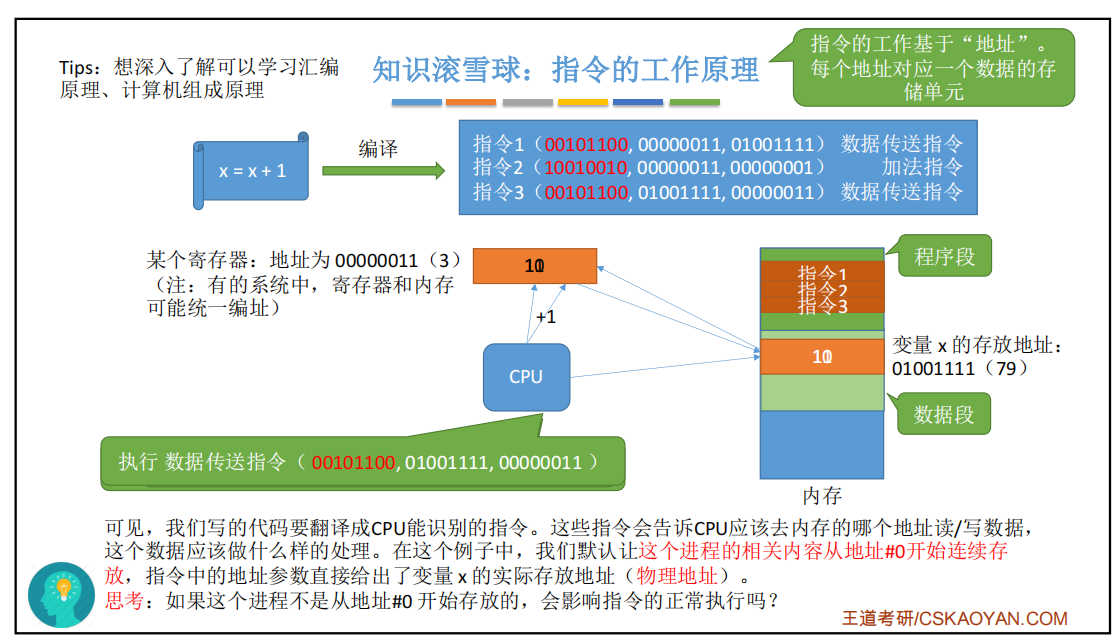 Tips：想深入了解可以学习汇编
原理、计算机组成原理
知识滚雪球：指令的工作原理
指令的工作基于“地址”。
每个地址对应一个数据的存
储单元
x = x + 1
编译
指令1（00101100, 00000011, 01001111） 数据传送指令
指令2（10010010, 00000011, 00000001） 加法指令
指令3（00101100, 01001111, 00000011） 数据传送指令
某个寄存器：地址为 00000011（3）
（注：有的系统中，寄存器和内存
可能统一编址）
+1
CPU
程序段
指令1
指令2
指令3
变量 x 的存放地址：
01001111（79）
数据段
内存
执行 数据传送指令（ 00101100, 01001111, 00000011 ）
可见，我们写的代码要翻译成CPU能识别的指令。这些指令会告诉CPU应该去内存的哪个地址读/写数据，
这个数据应该做什么样的处理。在这个例子中，我们默认让这个进程的相关内容从地址#0开始连续存
放，指令中的地址参数直接给出了变量 x 的实际存放地址（物理地址）。
思考：如果这个进程不是从地址#0 开始存放的，会影响指令的正常执行吗？
王道考研/CSKAOYAN.COM